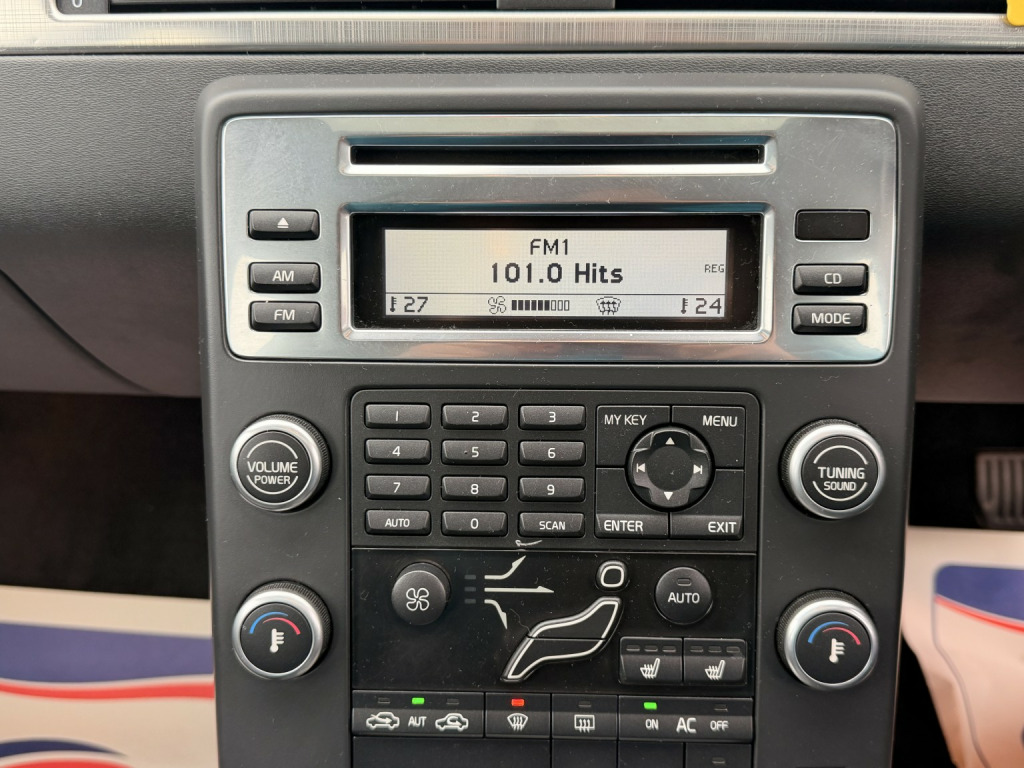 0
FM1
101.0 Hits
REG
27
24
AM
FM
CD
MODE
1 2 3
4 5 6
7 8 9
AUTO 0 SCAN
MY KEY MENU
ENTER EXIT
VOLUME
POWER
TUNING
SOUND
AUTO
AUT
ON AC OFF